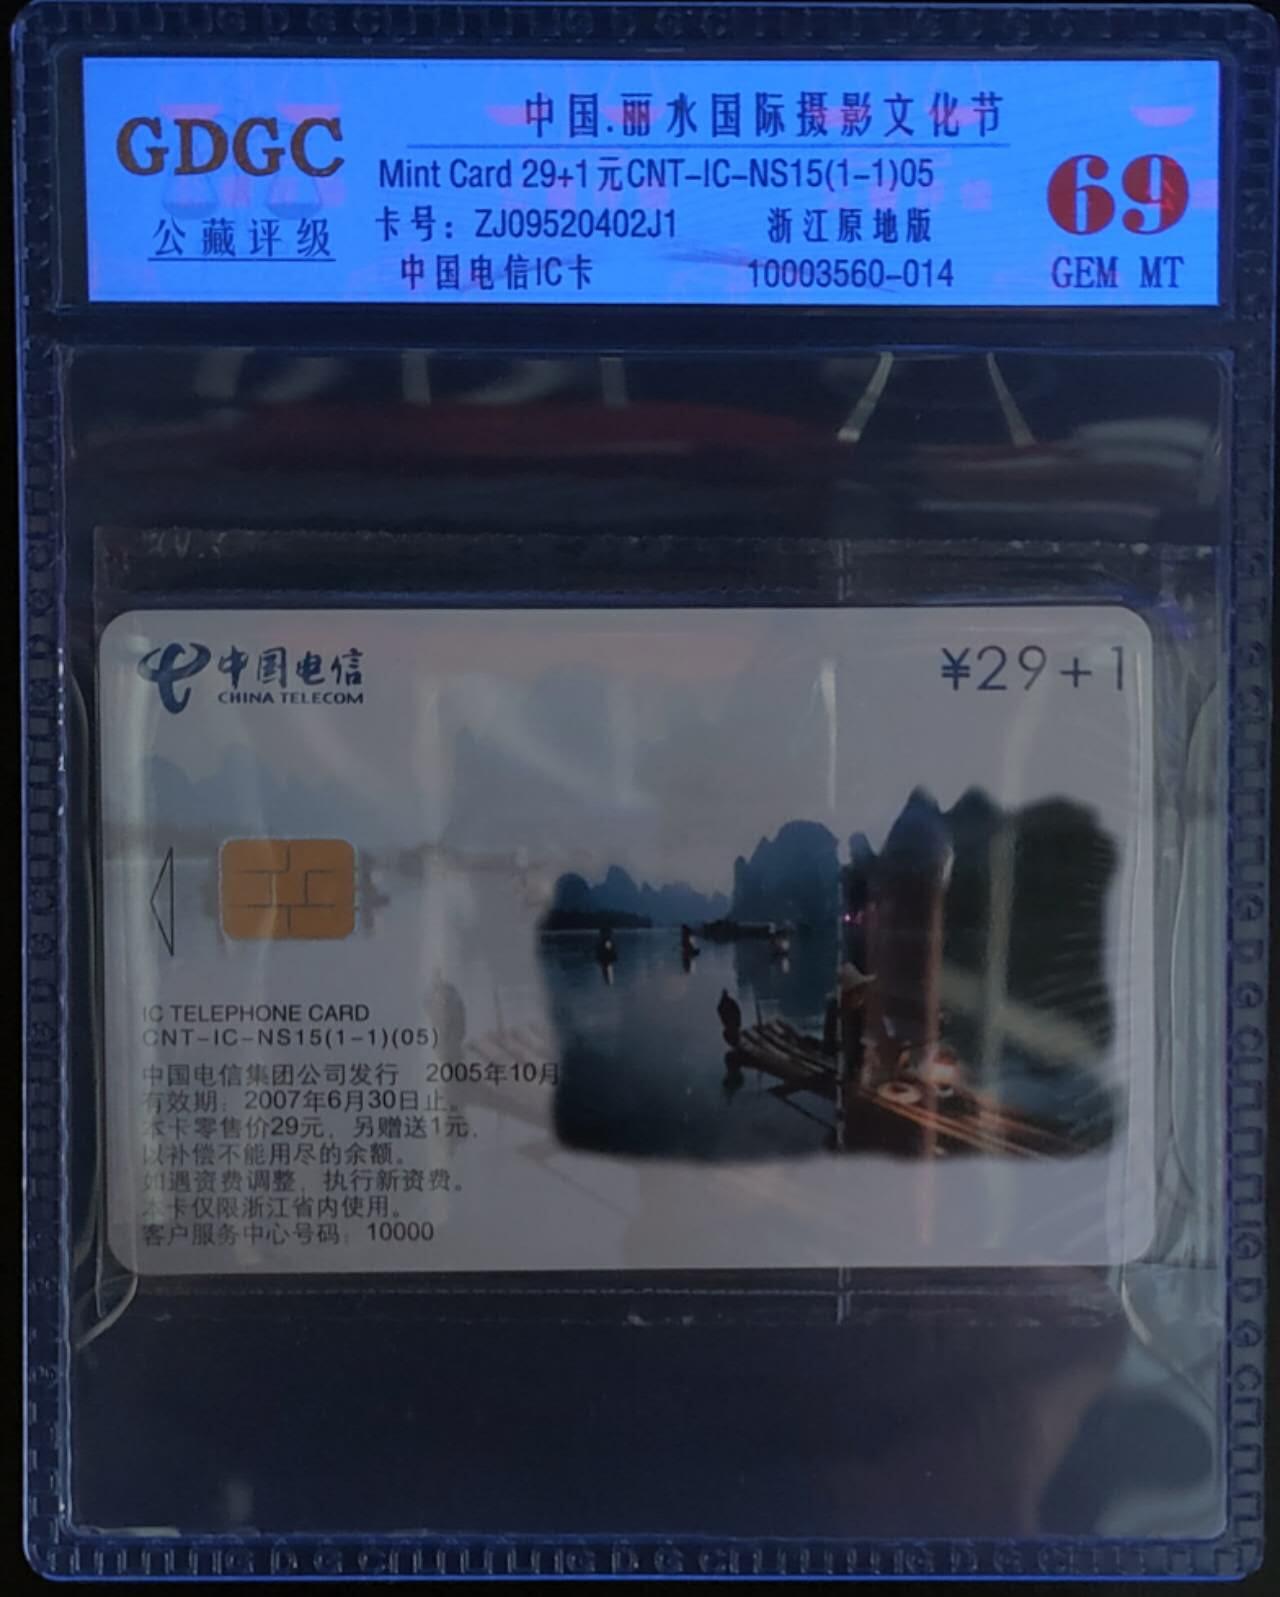 GDGC
公藏评级
中国.丽水国际摄影文化节
Mint Card 29+1元CNT-IC-NS15(1-1)05
卡号：ZJ09520402J1 浙江原地版
中国电信IC卡 10003560-014
69
GEM MT
中国电信
CHINA TELECOM
¥29+1
IC TELEPHONE CARD
CNT-IC-NS15(1-1)(05)
中国电信集团公司发行 2005年10月
有效期：2007年6月30日止。
本卡零售价29元，另赠送1元，
以补偿不能用尽的余额。
如遇资费调整，执行新资费。
本卡仅限浙江省内使用。
客户服务中心号码：10000